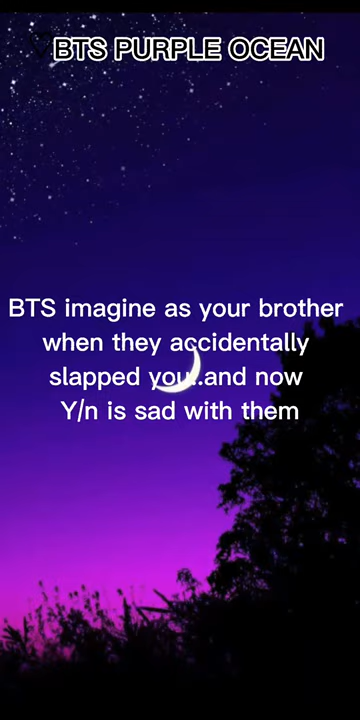 BTS PURPLE OCEAN
BTS imagine as your brother
when they accidentally
slapped you..and now
Y/n is sad with them